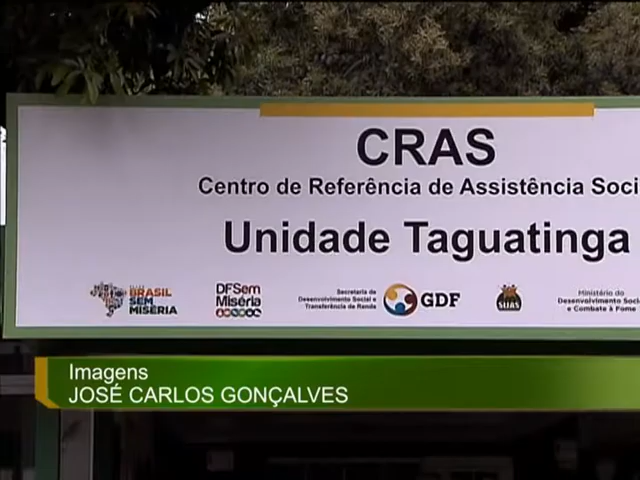 CRAS
Centro de Referência de Assistência Soci
Unidade Taguatinga
BRASIL
SEM
MISÉRIA
DFSem
Miséria
Secretaria de
Desenvolvimento Social e
Transferência de Renda
GDF
SUAS
Ministério do
Desenvolvimento Soci
e Combate à Fome
Imagens
JOSÉ CARLOS GONÇALVES